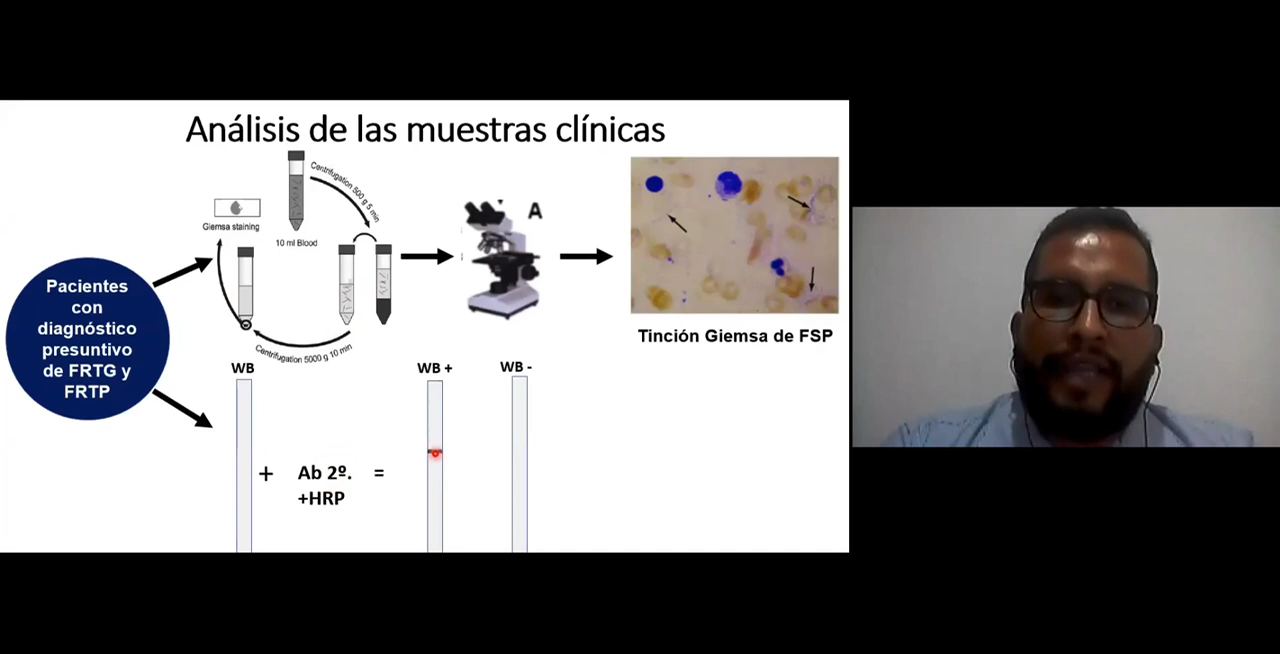 Análisis de las muestras clínicas
Centrifugation 500 g 5 min
Giemsa staining
10 ml Blood
A
Pacientes
con
diagnóstico
presuntivo
de FRTG y
FRTP
Centrifugation 5000 g 10 min
Tinción Giemsa de FSP
WB
WB +
WB -
+ Ab 2º. =
+HRP